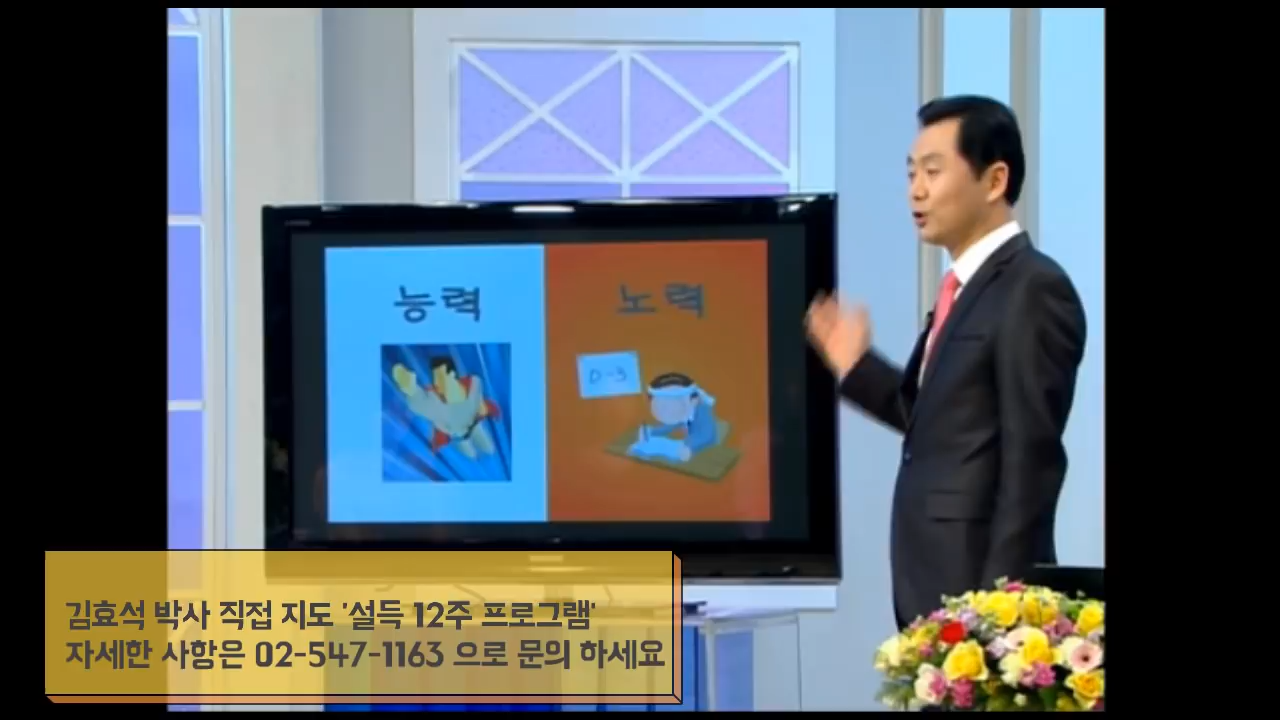 능력
노력
D-3
김효석 박사 직접 지도 '설득 12주 프로그램'
자세한 사항은 02-547-1163 으로 문의 하세요